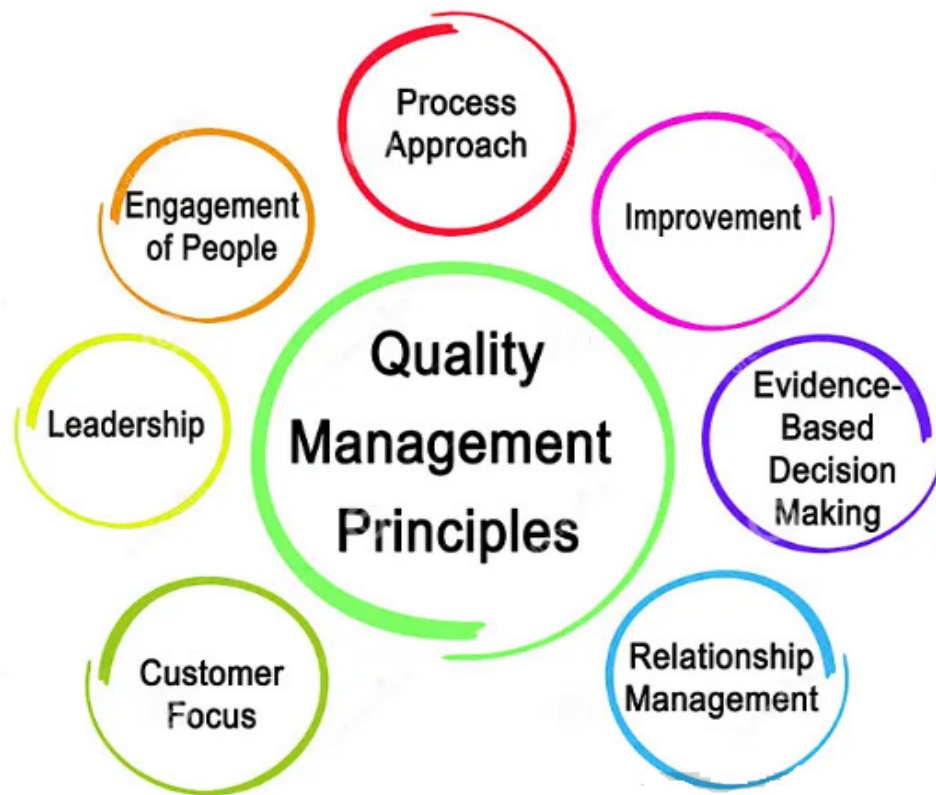 Process
Approach
Engagement
of People
Improvement
Quality
Management
Principles
Leadership
Evidence-
Based
Decision
Making
Customer
Focus
Relationship
Management